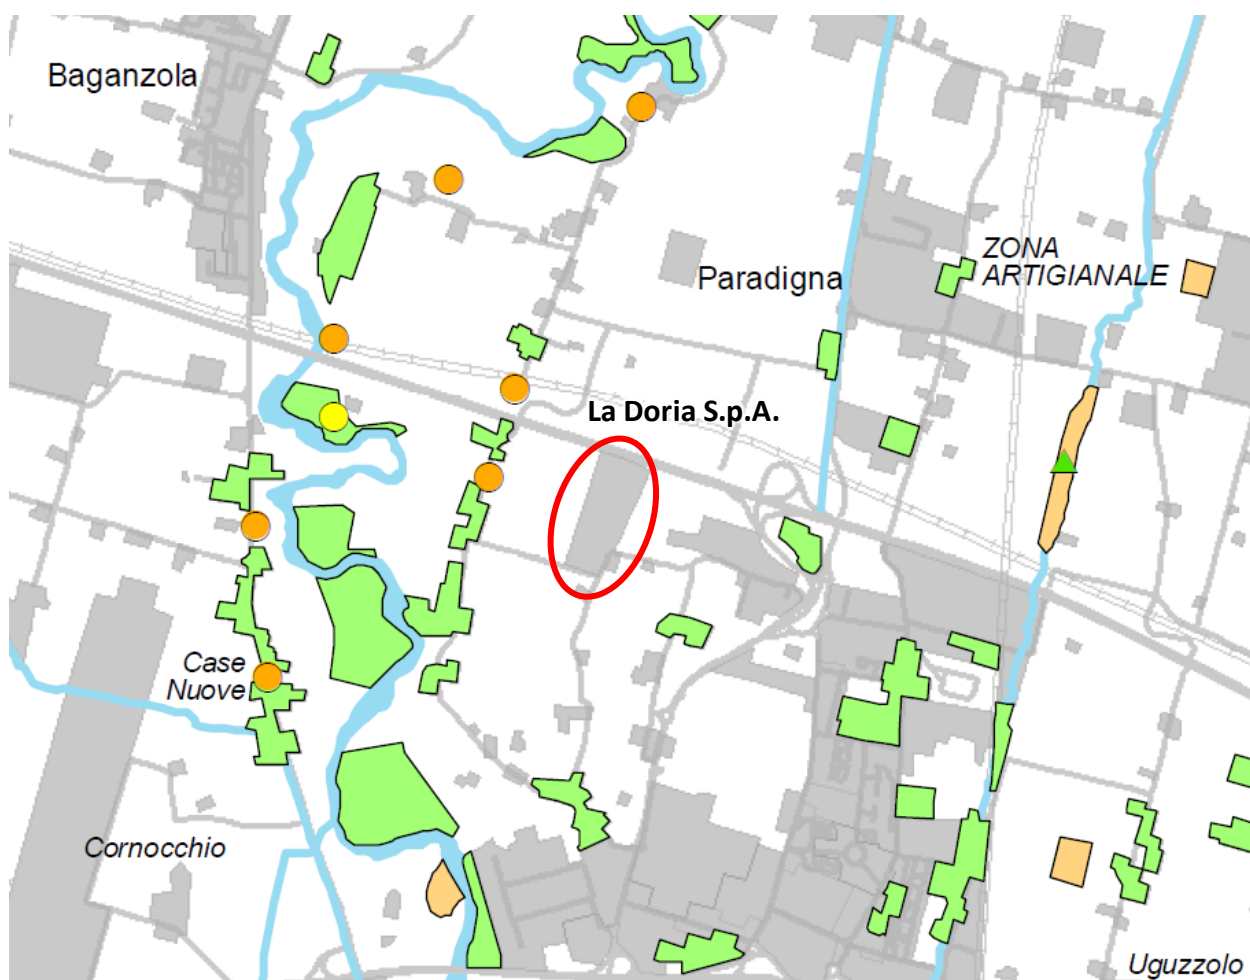 Baganzola
ZONA
ARTIGIANALE
Paradigna
La Doria S.p.A.
Case
Nuove
Cornocchio
Uguzzolo